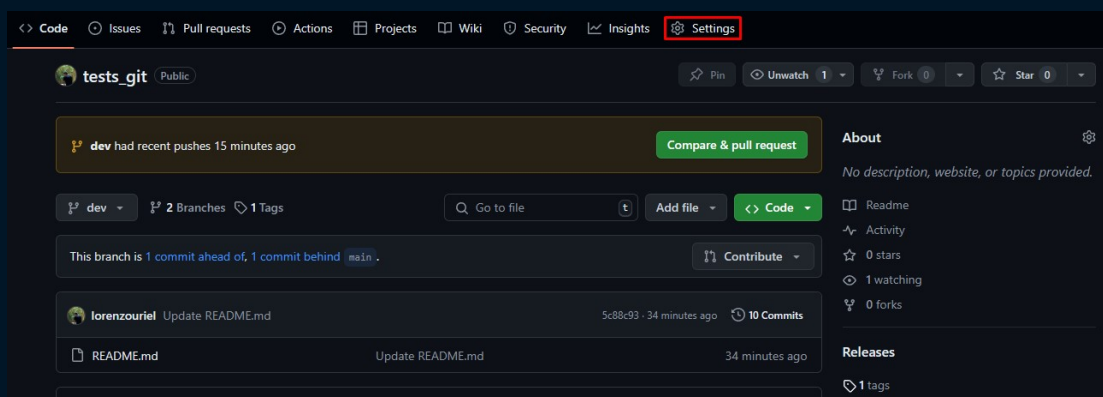 <> Code Issues Pull requests Actions Projects Wiki Security Insights Settings
tests_git Public Pin Unwatch 1 Fork 0 Star 0
dev had recent pushes 15 minutes ago Compare & pull request
dev 2 Branches 1 Tags Go to file t Add file <> Code
This branch is 1 commit ahead of, 1 commit behind main . Contribute
lorenzouriel Update README.md 5c88c93 · 34 minutes ago 10 Commits
README.md Update README.md 34 minutes ago
About
No description, website, or topics provided.
Readme
Activity
0 stars
1 watching
0 forks
Releases
1 tags